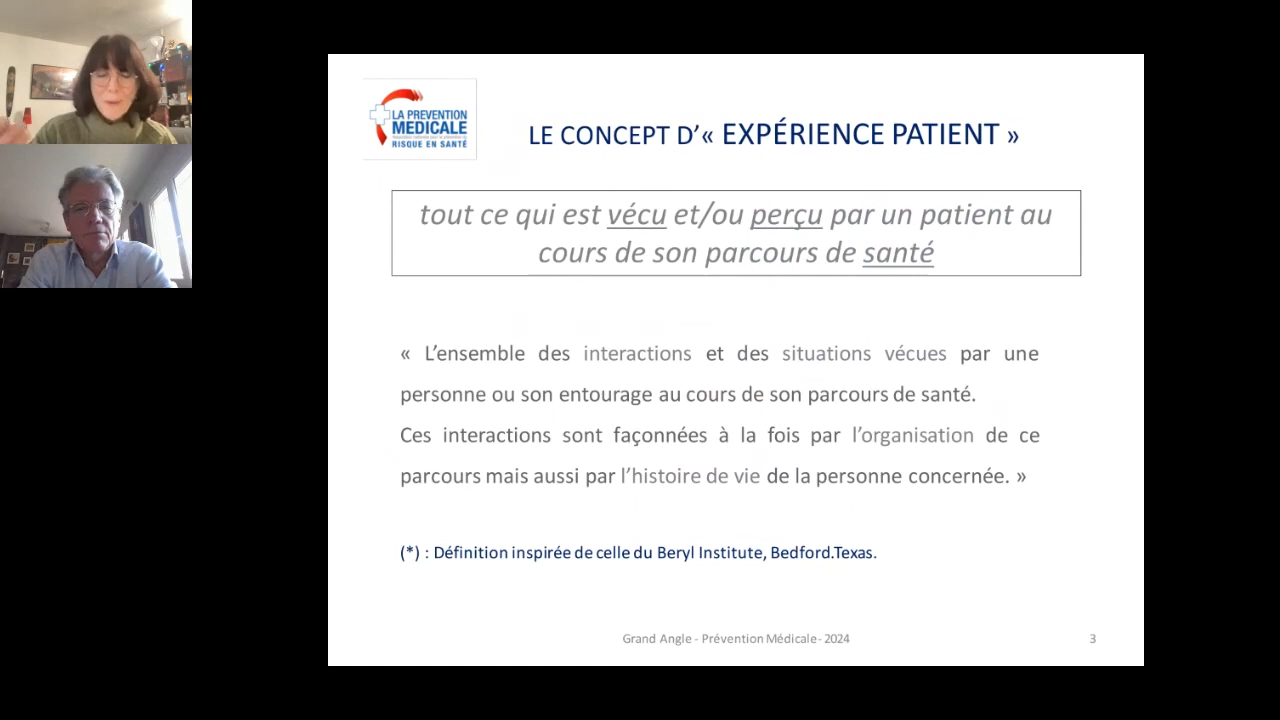 LA PREVENTION
MEDICALE
RISQUE EN SANTÉ
LE CONCEPT D’« EXPÉRIENCE PATIENT »
tout ce qui est vécu et/ou perçu par un patient au
cours de son parcours de santé
« L’ensemble des interactions et des situations vécues par une
personne ou son entourage au cours de son parcours de santé.
Ces interactions sont façonnées à la fois par l’organisation de ce
parcours mais aussi par l’histoire de vie de la personne concernée. »
(*) : Définition inspirée de celle du Beryl Institute, Bedford.Texas.
Grand Angle - Prévention Médicale- 2024
3